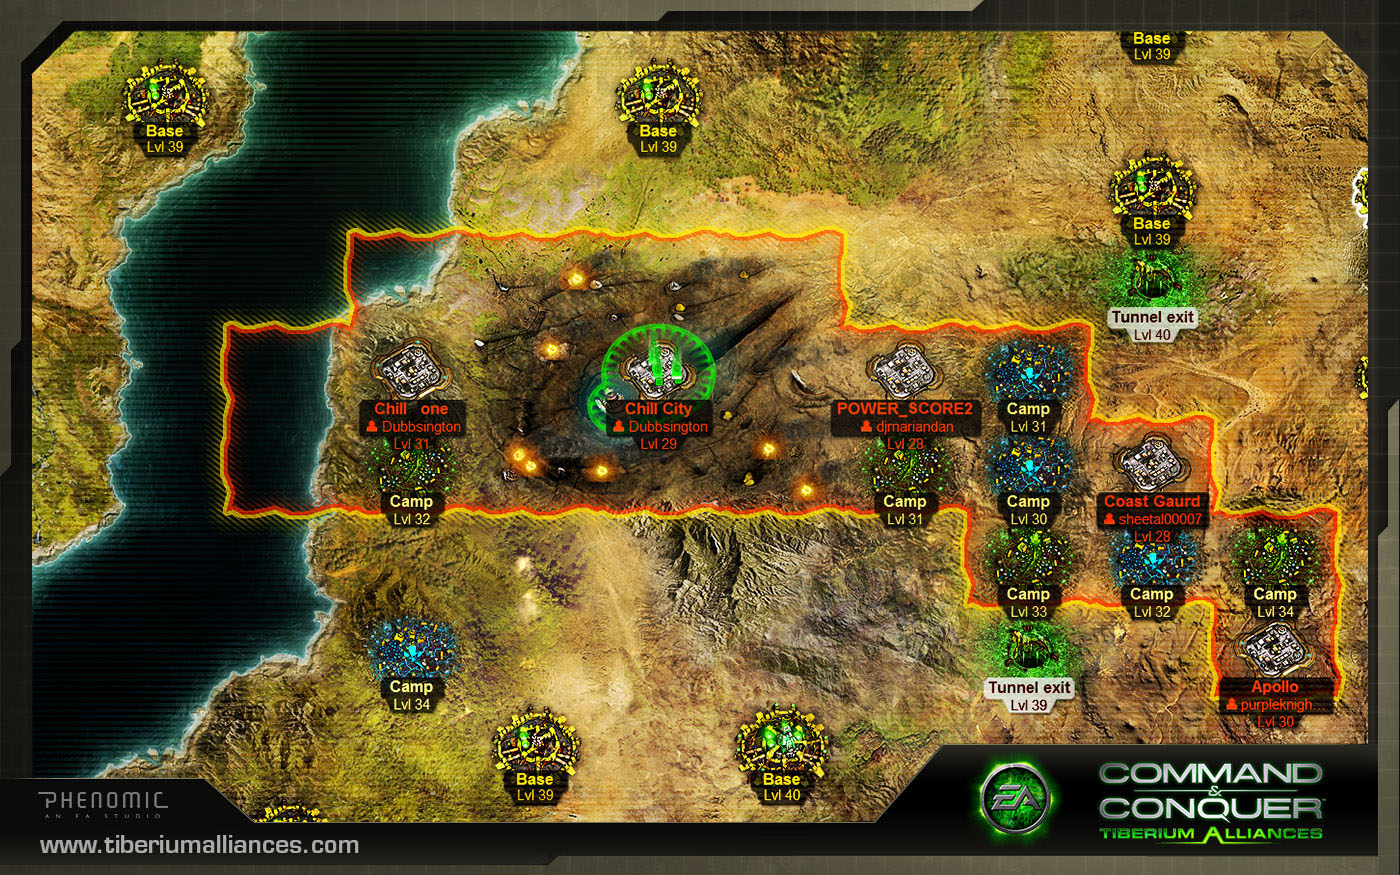 Base
Lvl 39
Base
Lvl 39
Base
Lvl 39
Base
Lvl 39
Tunnel exit
Lvl 40
Chill one
Dubbsington
Lvl 31
Chill City
Dubbsington
Lvl 29
POWER_SCORE2
djmariandan
Lvl 28
Camp
Lvl 31
Camp
Lvl 32
Camp
Lvl 31
Camp
Lvl 30
Coast Gaurd
sheetal00007
Lvl 28
Camp
Lvl 33
Camp
Lvl 32
Camp
Lvl 34
Camp
Lvl 34
Tunnel exit
Lvl 39
Apollo
purpleknigh
Lvl 30
Base
Lvl 39
Base
Lvl 40
PHENOMIC
AN EA STUDIO
www.tiberiumalliances.com
EA
COMMAND
&
CONQUER
TIBERIUM ALLIANCES